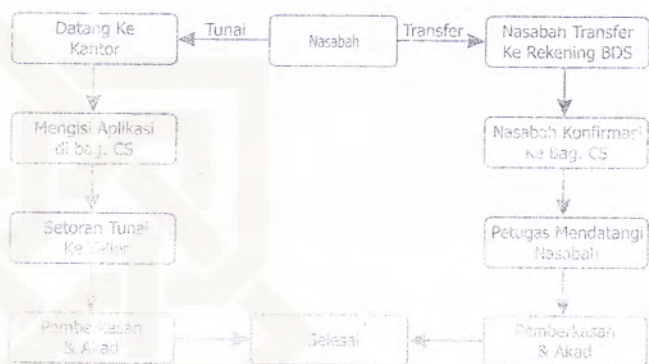 Datang Ke
Kantor
Tunai
Nasabah
Transfer
Nasabah Transfer
Ke Rekening BDS
Mengisi Aplikasi
di bag. CS
Nasabah Konfirmasi
Ke Bag. CS
Setoran Tunai
Ke Teller
Petugas Mendatangi
Nasabah
Pemberkasan
& Akad
Selesai
Pemberkasan
& Akad